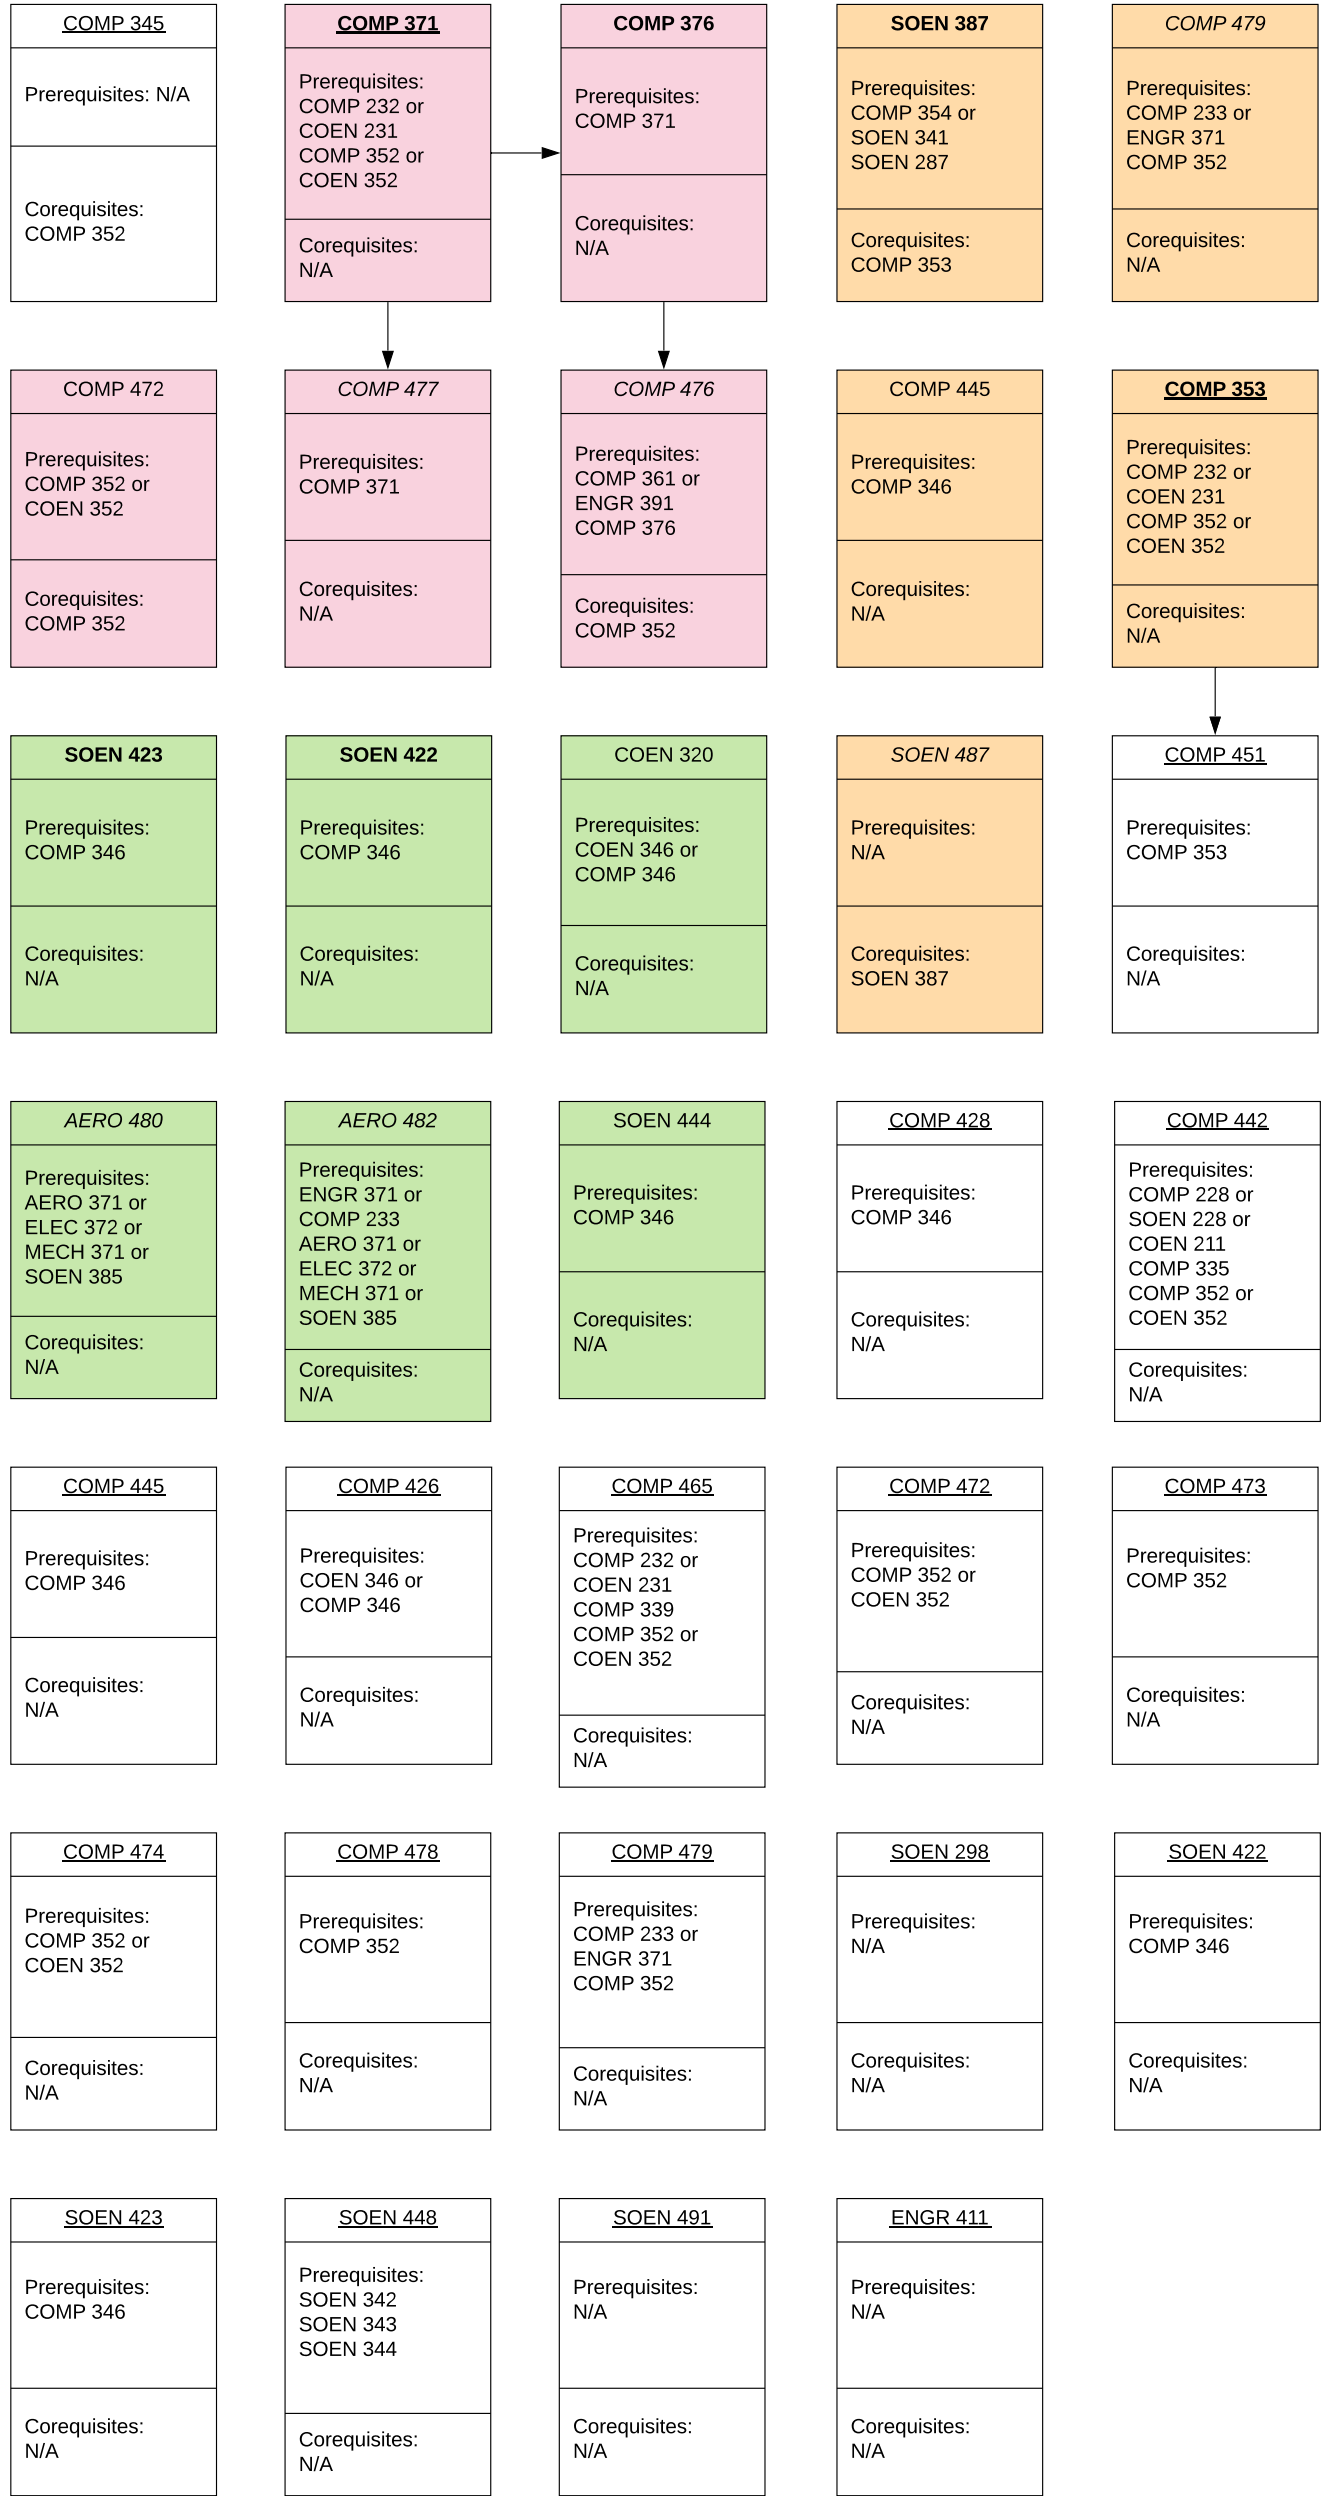 COMP 345
Prerequisites: N/A
Corequisites:
COMP 352
COMP 371
Prerequisites:
COMP 232 or
COEN 231
COMP 352 or
COEN 352
Corequisites:
N/A
COMP 376
Prerequisites:
COMP 371
Corequisites:
N/A
SOEN 387
Prerequisites:
COMP 354 or
SOEN 341
SOEN 287
Corequisites:
COMP 353
COMP 479
Prerequisites:
COMP 233 or
ENGR 371
COMP 352
Corequisites:
N/A
COMP 472
Prerequisites:
COMP 352 or
COEN 352
Corequisites:
COMP 352
COMP 477
Prerequisites:
COMP 371
Corequisites:
N/A
COMP 476
Prerequisites:
COMP 361 or
ENGR 391
COMP 376
Corequisites:
COMP 352
COMP 445
Prerequisites:
COMP 346
Corequisites:
N/A
COMP 353
Prerequisites:
COMP 232 or
COEN 231
COMP 352 or
COEN 352
Corequisites:
N/A
SOEN 423
Prerequisites:
COMP 346
Corequisites:
N/A
SOEN 422
Prerequisites:
COMP 346
Corequisites:
N/A
COEN 320
Prerequisites:
COEN 346 or
COMP 346
Corequisites:
N/A
SOEN 487
Prerequisites:
N/A
Corequisites:
SOEN 387
COMP 451
Prerequisites:
COMP 353
Corequisites:
N/A
AERO 480
Prerequisites:
AERO 371 or
ELEC 372 or
MECH 371 or
SOEN 385
Corequisites:
N/A
AERO 482
Prerequisites:
ENGR 371 or
COMP 233
AERO 371 or
ELEC 372 or
MECH 371 or
SOEN 385
Corequisites:
N/A
SOEN 444
Prerequisites:
COMP 346
Corequisites:
N/A
COMP 428
Prerequisites:
COMP 346
Corequisites:
N/A
COMP 442
Prerequisites:
COMP 228 or
SOEN 228 or
COEN 211
COMP 335
COMP 352 or
COEN 352
Corequisites:
N/A
COMP 445
Prerequisites:
COMP 346
Corequisites:
N/A
COMP 426
Prerequisites:
COEN 346 or
COMP 346
Corequisites:
N/A
COMP 465
Prerequisites:
COMP 232 or
COEN 231
COMP 339
COMP 352 or
COEN 352
Corequisites:
N/A
COMP 472
Prerequisites:
COMP 352 or
COEN 352
Corequisites:
N/A
COMP 473
Prerequisites:
COMP 352
Corequisites:
N/A
COMP 474
Prerequisites:
COMP 352 or
COEN 352
Corequisites:
N/A
COMP 478
Prerequisites:
COMP 352
Corequisites:
N/A
COMP 479
Prerequisites:
COMP 233 or
ENGR 371
COMP 352
Corequisites:
N/A
SOEN 298
Prerequisites:
N/A
Corequisites:
N/A
SOEN 422
Prerequisites:
COMP 346
Corequisites:
N/A
SOEN 423
Prerequisites:
COMP 346
Corequisites:
N/A
SOEN 448
Prerequisites:
SOEN 342
SOEN 343
SOEN 344
Corequisites:
N/A
SOEN 491
Prerequisites:
N/A
Corequisites:
N/A
ENGR 411
Prerequisites:
N/A
Corequisites:
N/A